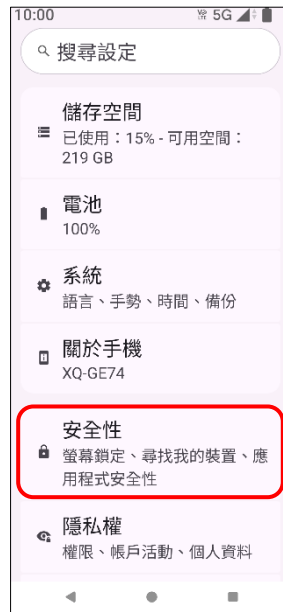 10:00 5G
搜尋設定
儲存空間
已使用：15% - 可用空間：
219 GB
電池
100%
系統
語言、手勢、時間、備份
關於手機
XQ-GE74
安全性
螢幕鎖定、尋找我的裝置、應
用程式安全性
隱私權
權限、帳戶活動、個人資料